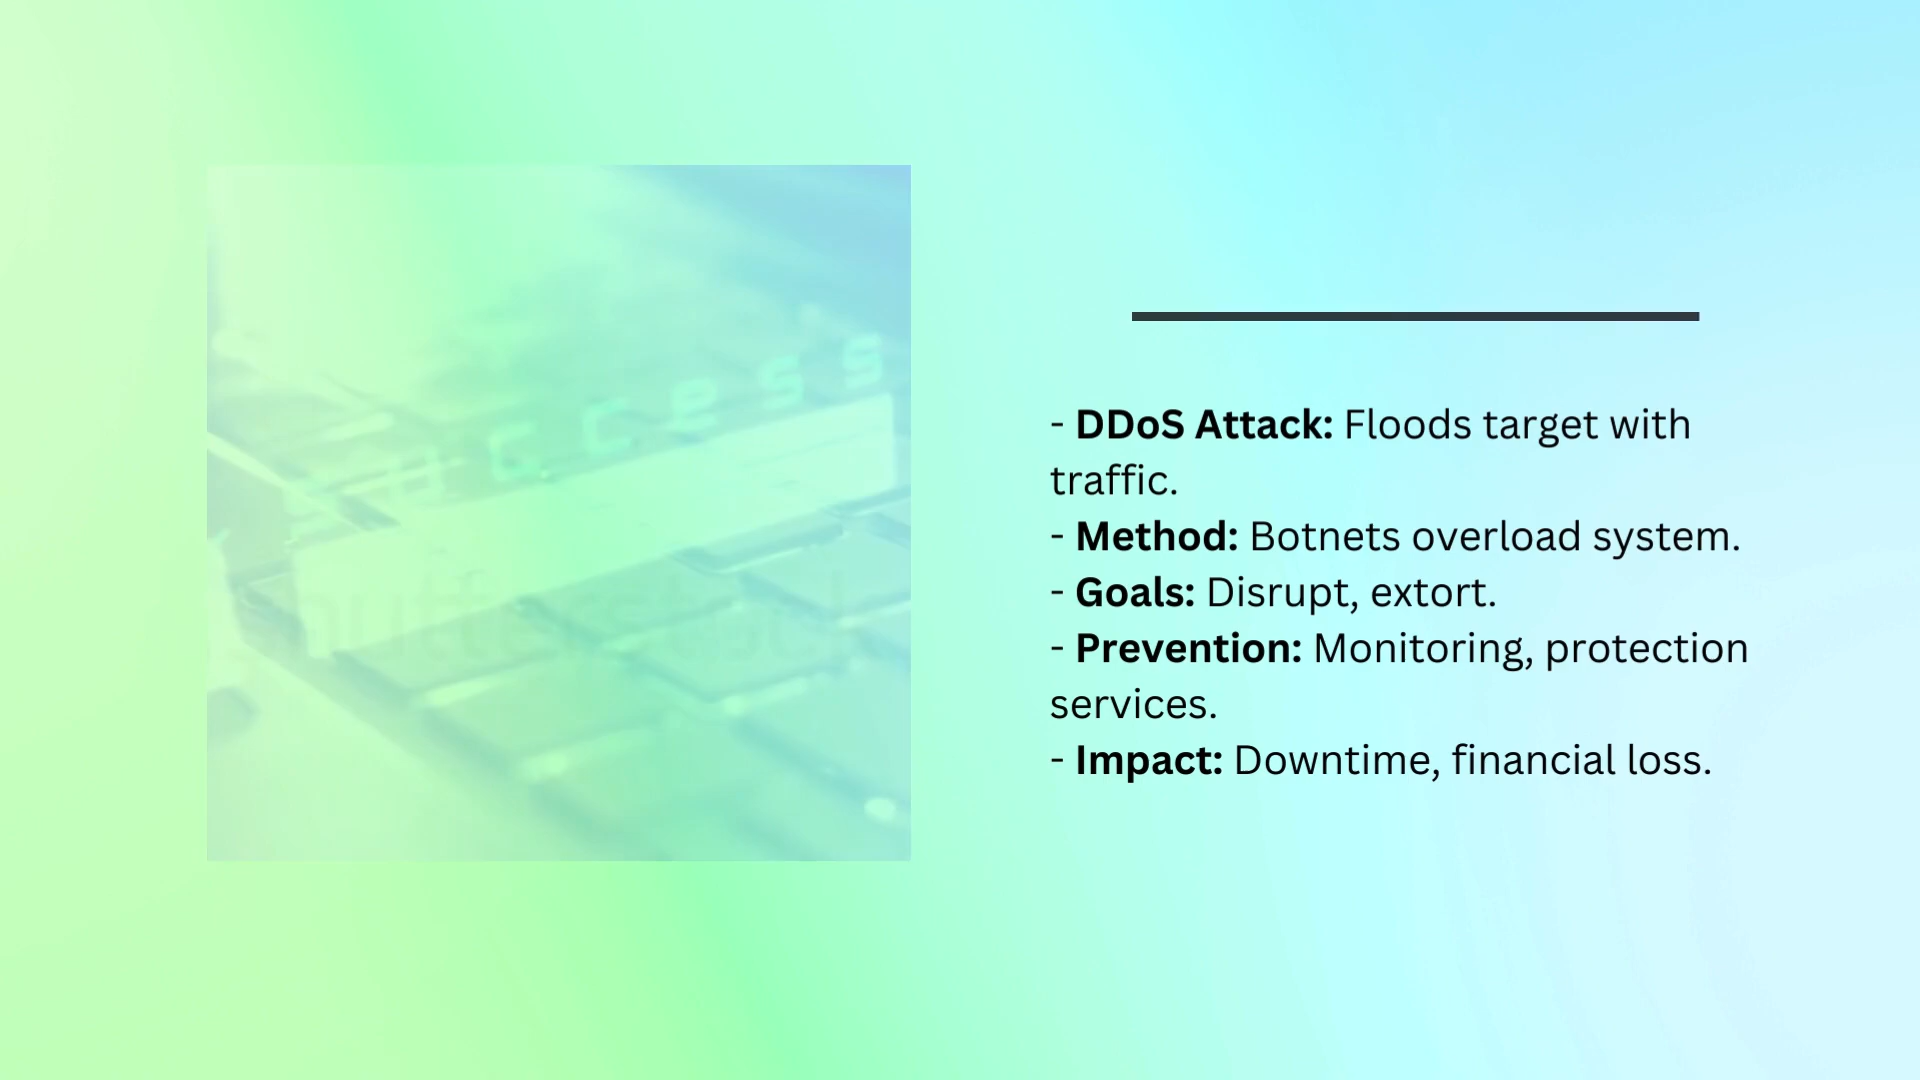 access
- DDoS Attack: Floods target with
traffic.
- Method: Botnets overload system.
- Goals: Disrupt, extort.
- Prevention: Monitoring, protection
services.
- Impact: Downtime, financial loss.